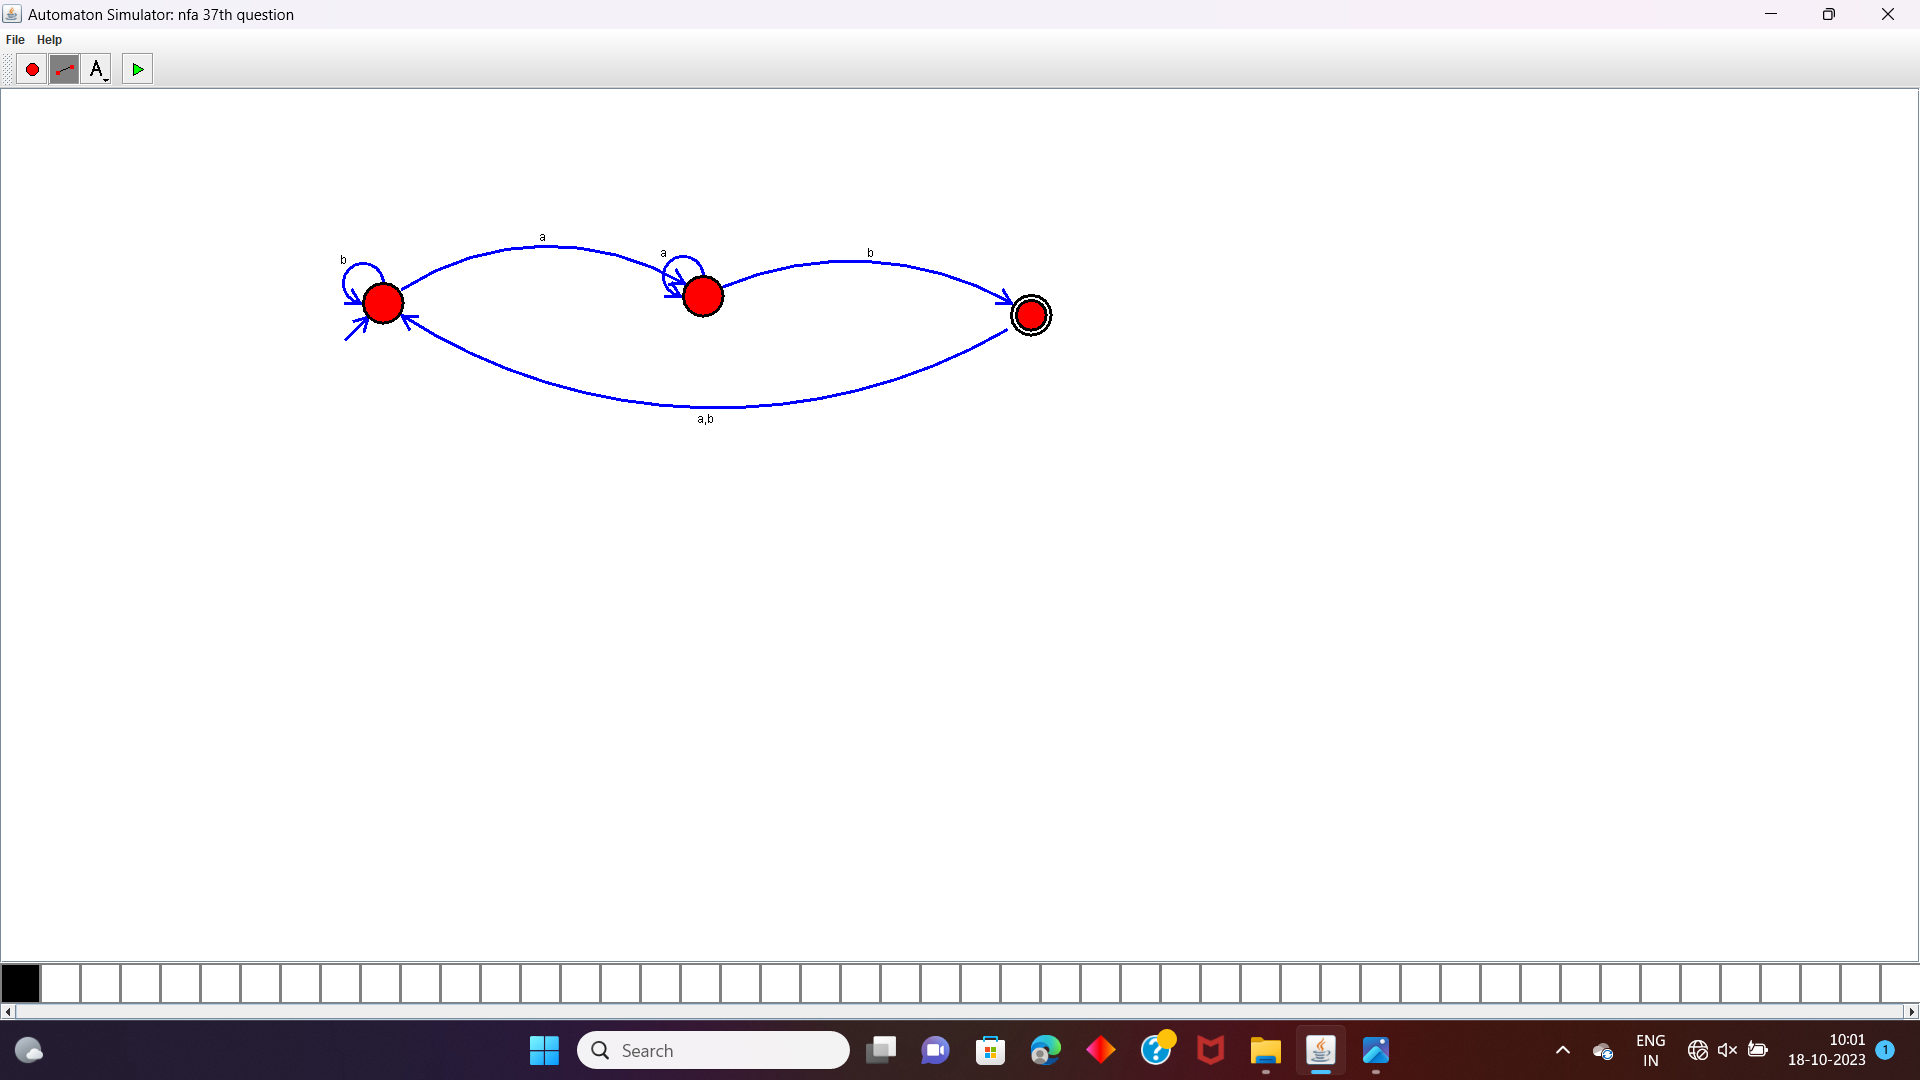 Automaton Simulator: nfa 37th question
File Help
A
a
b
a
b
a,b
Search
ENG
IN
10:01
18-10-2023
1